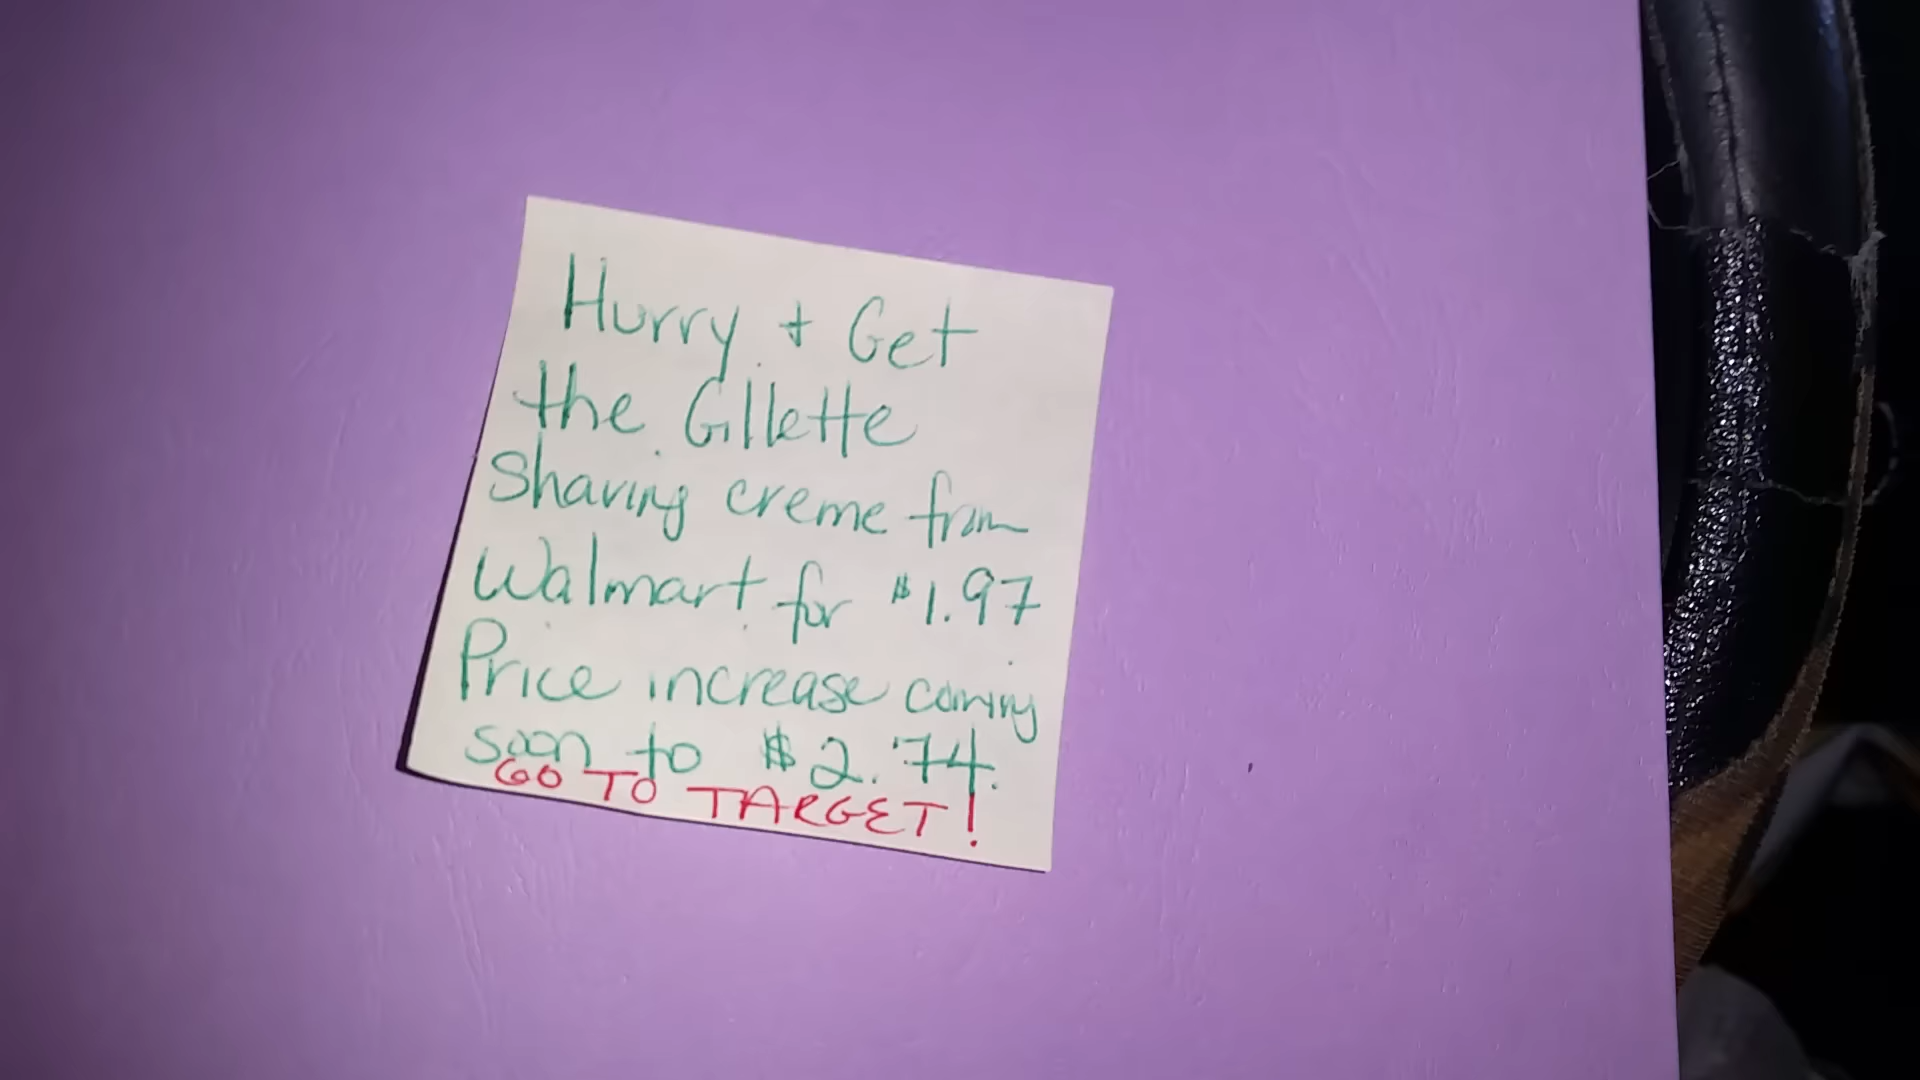 Hurry + Get
the Gillette
Shaving creme from
Walmart for $1.97
Price increase coming
soon to $2.74.
GO TO TARGET!